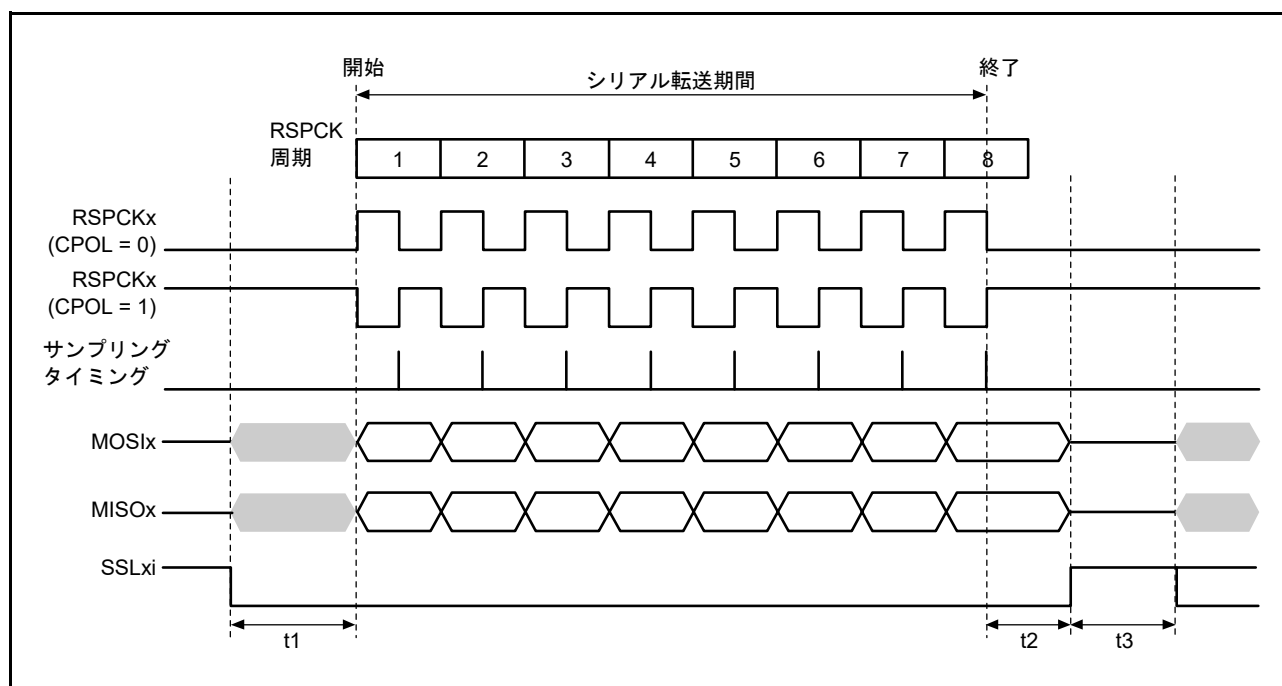 開始
終了
シリアル転送期間
RSPCK
周期
1 2 3 4 5 6 7 8
RSPCKx
(CPOL = 0)
RSPCKx
(CPOL = 1)
サンプリング
タイミング
MOSIx
MISOx
SSLxi
t1
t2
t3